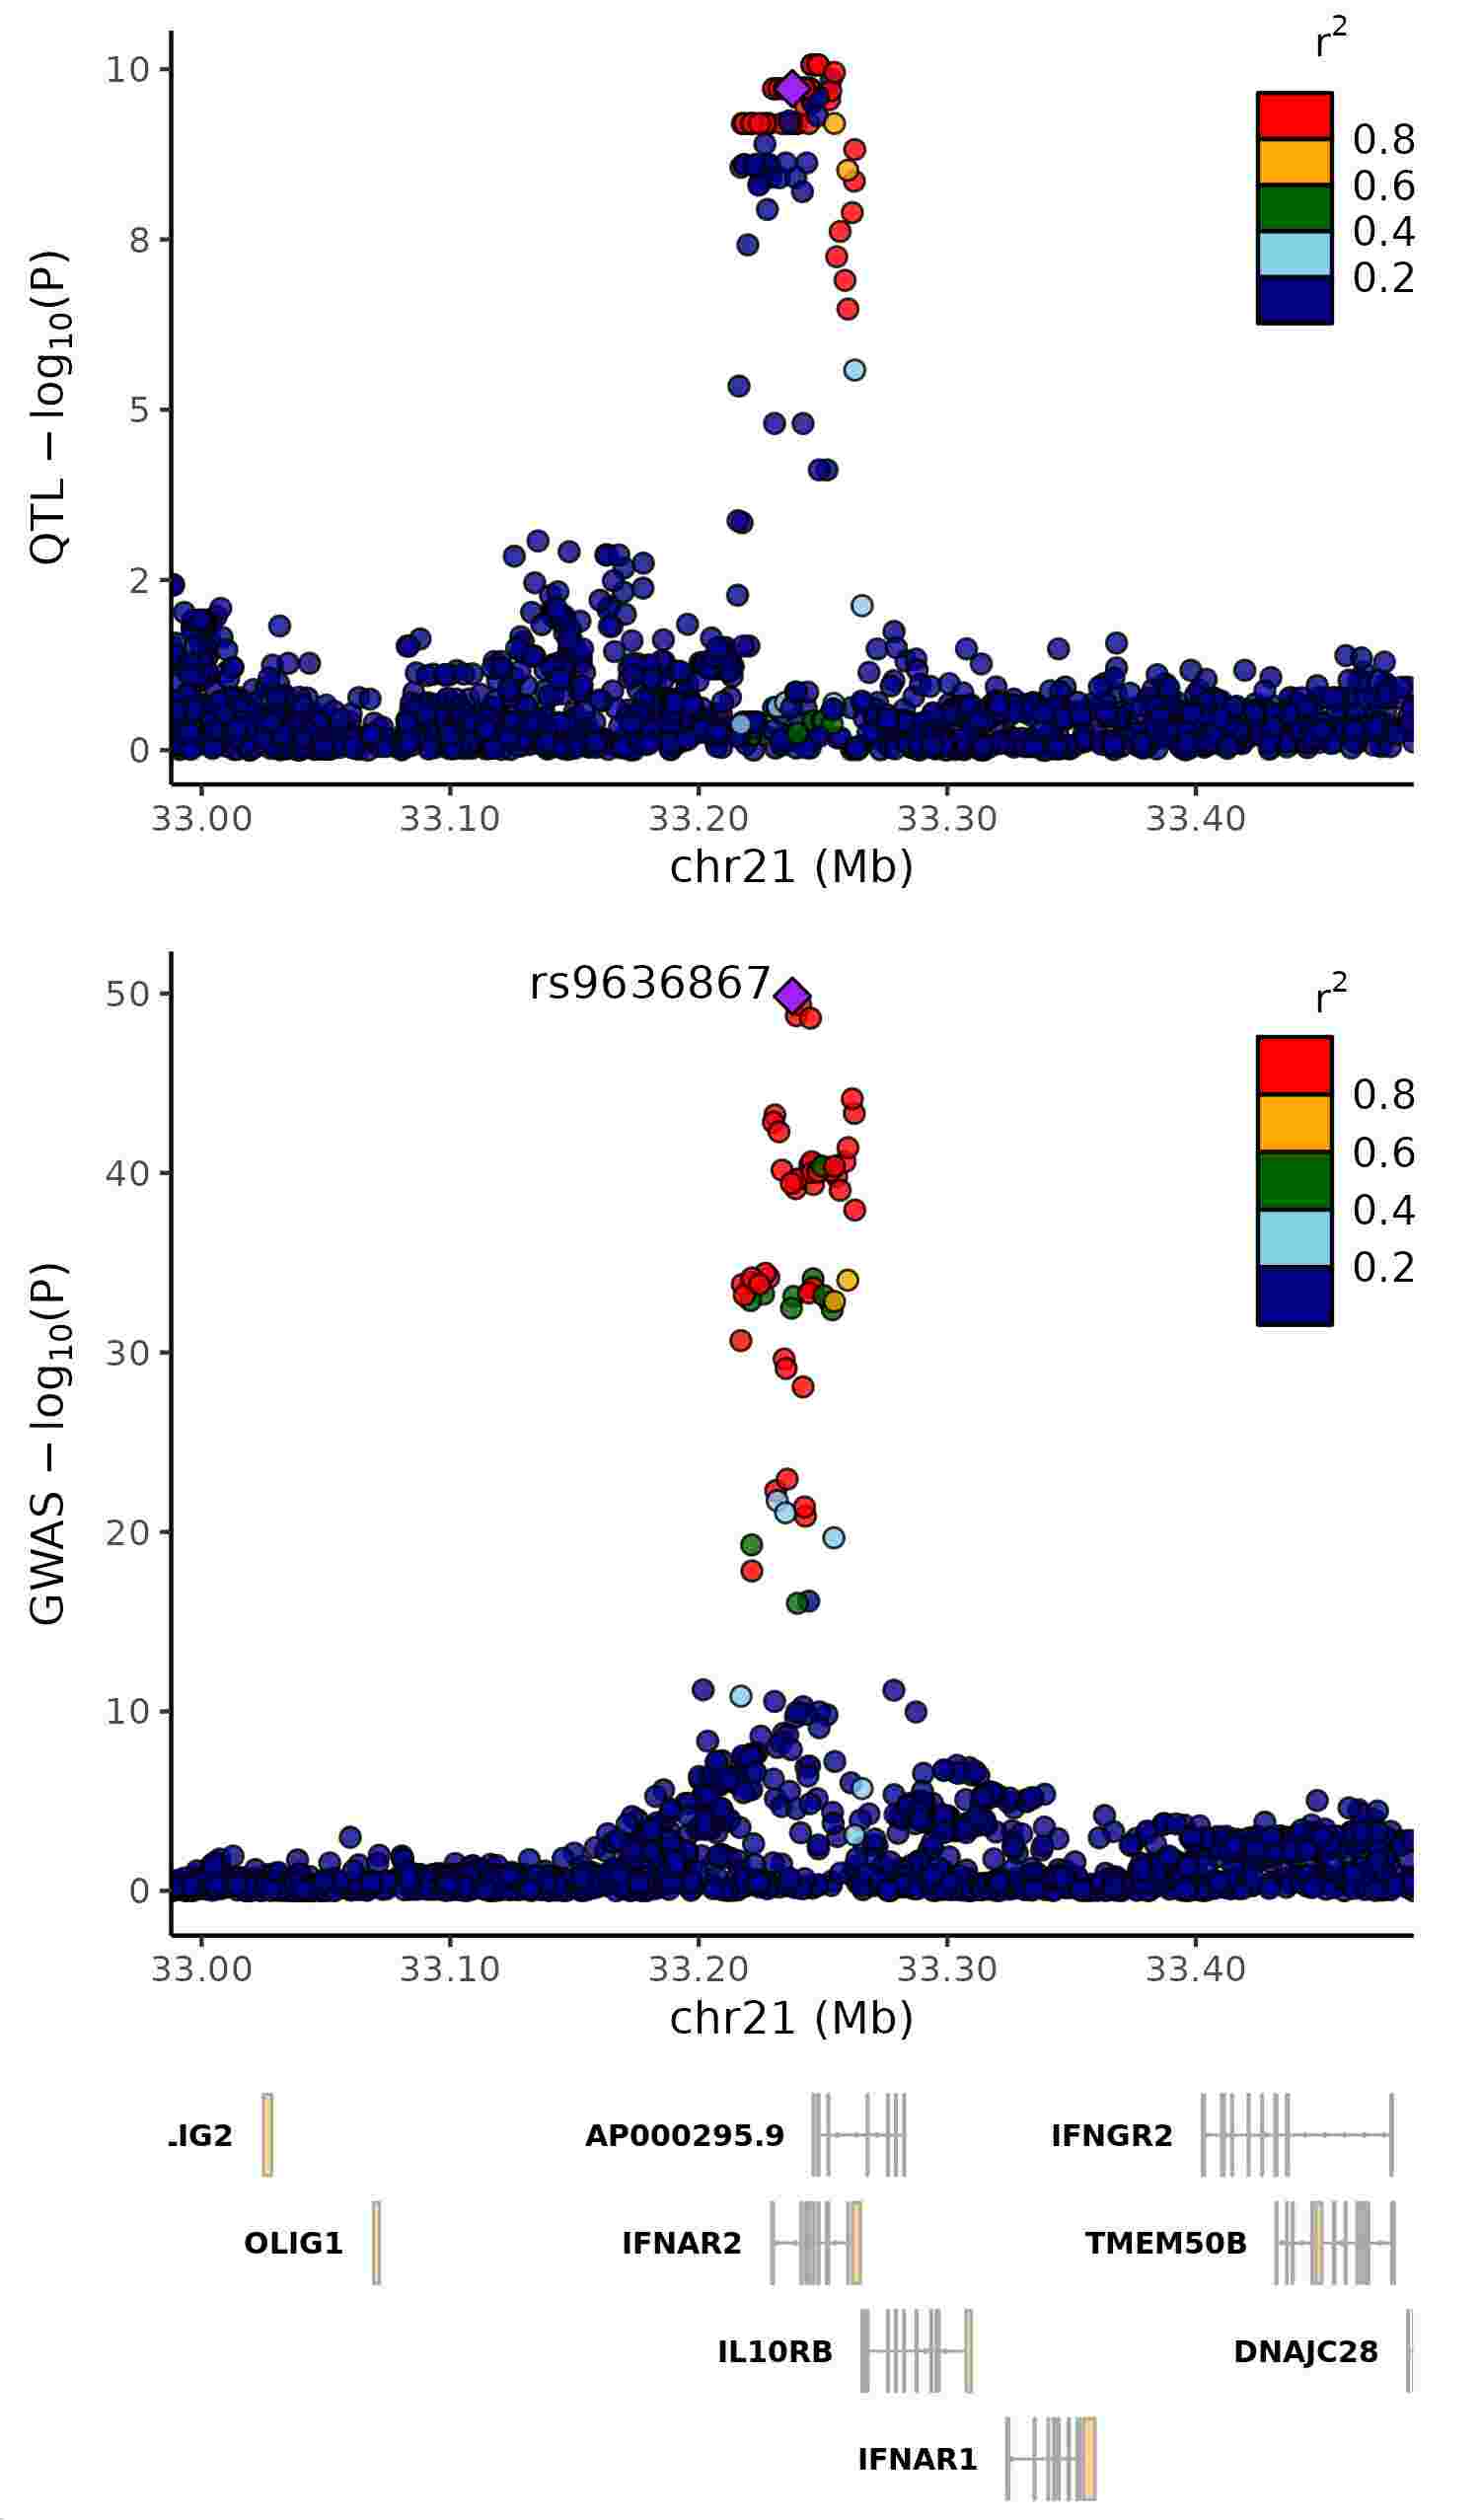 r2
10
8
5
2
0
QTL − log10(P)
0.8
0.6
0.4
0.2
33.00 33.10 33.20 33.30 33.40
chr21 (Mb)
rs9636867
r2
50
40
30
20
10
0
GWAS − log10(P)
0.8
0.6
0.4
0.2
33.00 33.10 33.20 33.30 33.40
chr21 (Mb)
IG2 AP000295.9 IFNGR2
OLIG1 IFNAR2 TMEM50B
IL10RB DNAJC28
IFNAR1